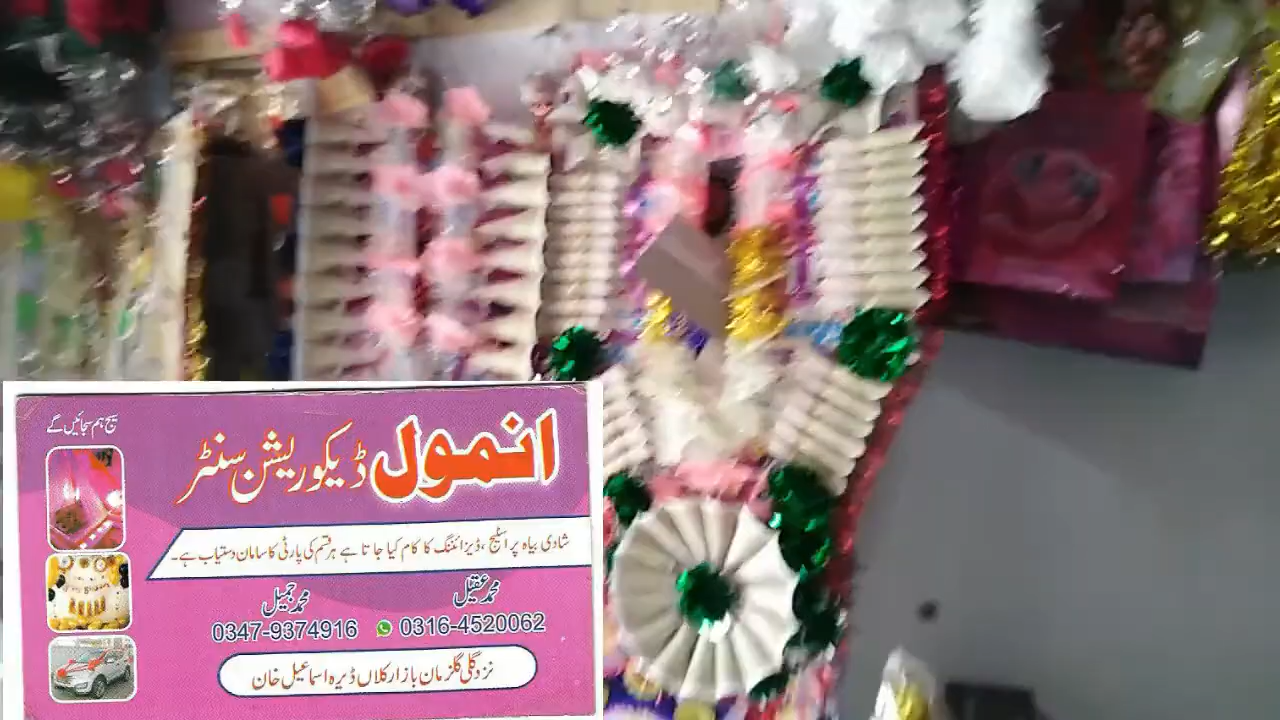 سیج ہم سجائیں گے
انمول ڈیکوریشن سنٹر
شادی بیاہ پر اسٹیج ،ڈیزائننگ کا کام کیا جاتا ہے ہر قسم کی پارٹی کا سامان دستیاب ہے۔
محمد عقیل محمد جمیل
0347-9374916 0316-4520062
نزد گلی گلزمان بازار کلاں ڈیرہ اسماعیل خان